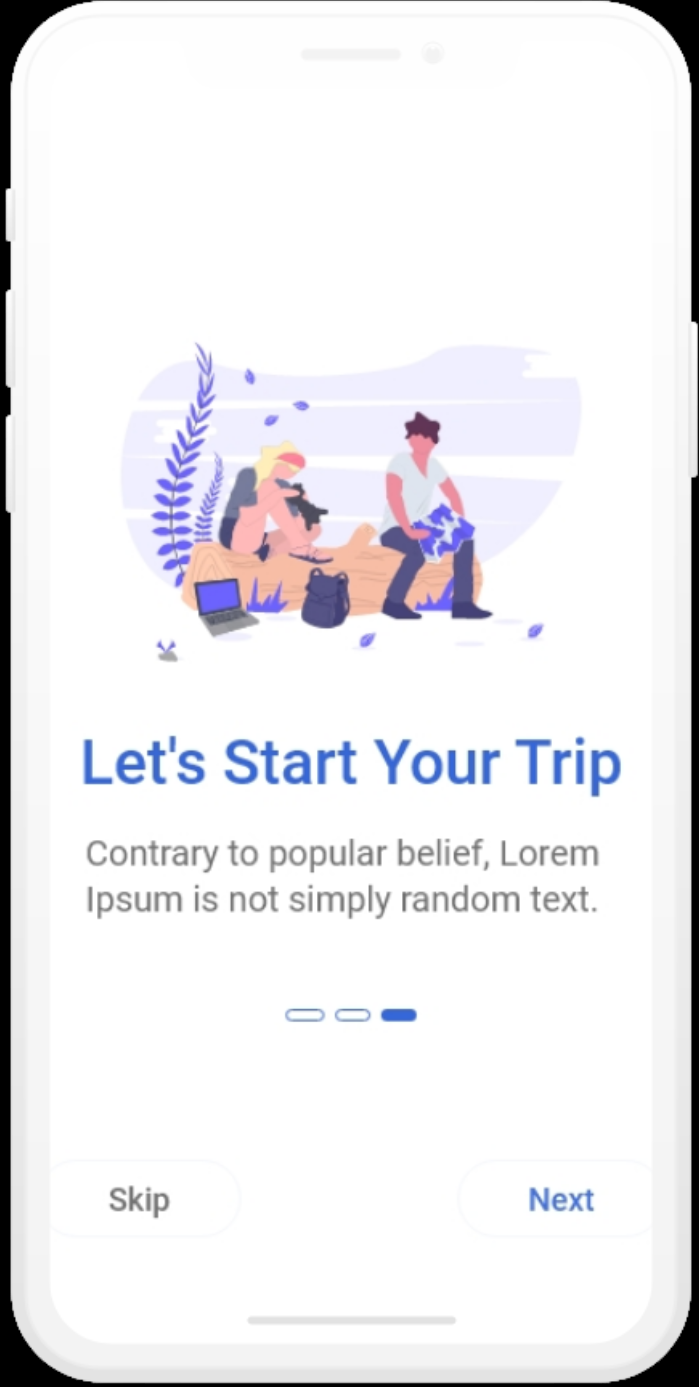 Let's Start Your Trip
Contrary to popular belief, Lorem
Ipsum is not simply random text.
Skip
Next